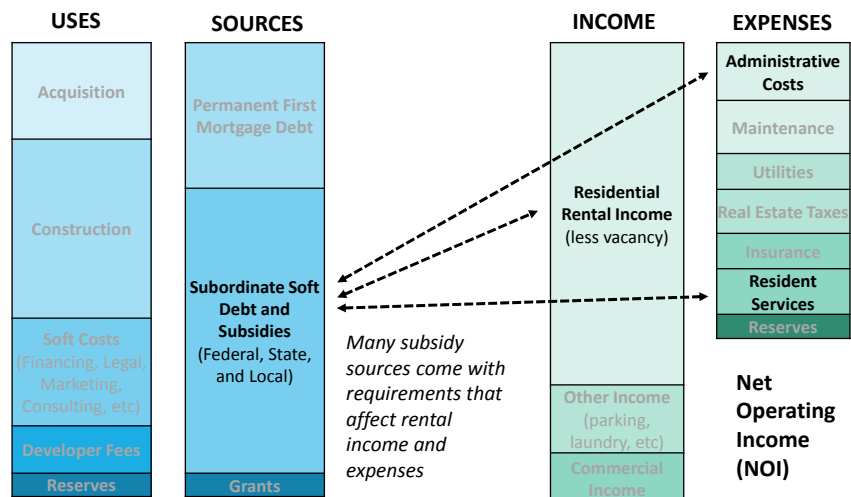 USES
Acquisition
Construction
Soft Costs
(Financing, Legal,
Marketing,
Consulting, etc)
Developer Fees
Reserves
SOURCES
Permanent First
Mortgage Debt
Subordinate Soft
Debt and
Subsidies
(Federal, State,
and Local)
Grants
Many subsidy
sources come with
requirements that
affect rental
income and
expenses
INCOME
Residential
Rental Income
(less vacancy)
Other Income
(parking,
laundry, etc)
Commercial
Income
EXPENSES
Administrative
Costs
Maintenance
Utilities
Real Estate Taxes
Insurance
Resident
Services
Reserves
Net
Operating
Income
(NOI)